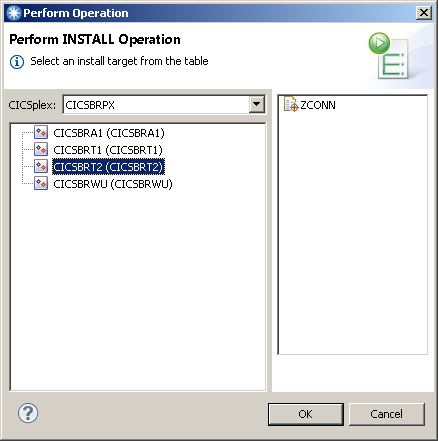 Perform Operation
Perform INSTALL Operation
Select an install target from the table
CICSplex: CICSBRPX
ZCONN
CICSBRA1 (CICSBRA1)
CICSBRT1 (CICSBRT1)
CICSBRT2 (CICSBRT2)
CICSBRWU (CICSBRWU)
OK
Cancel